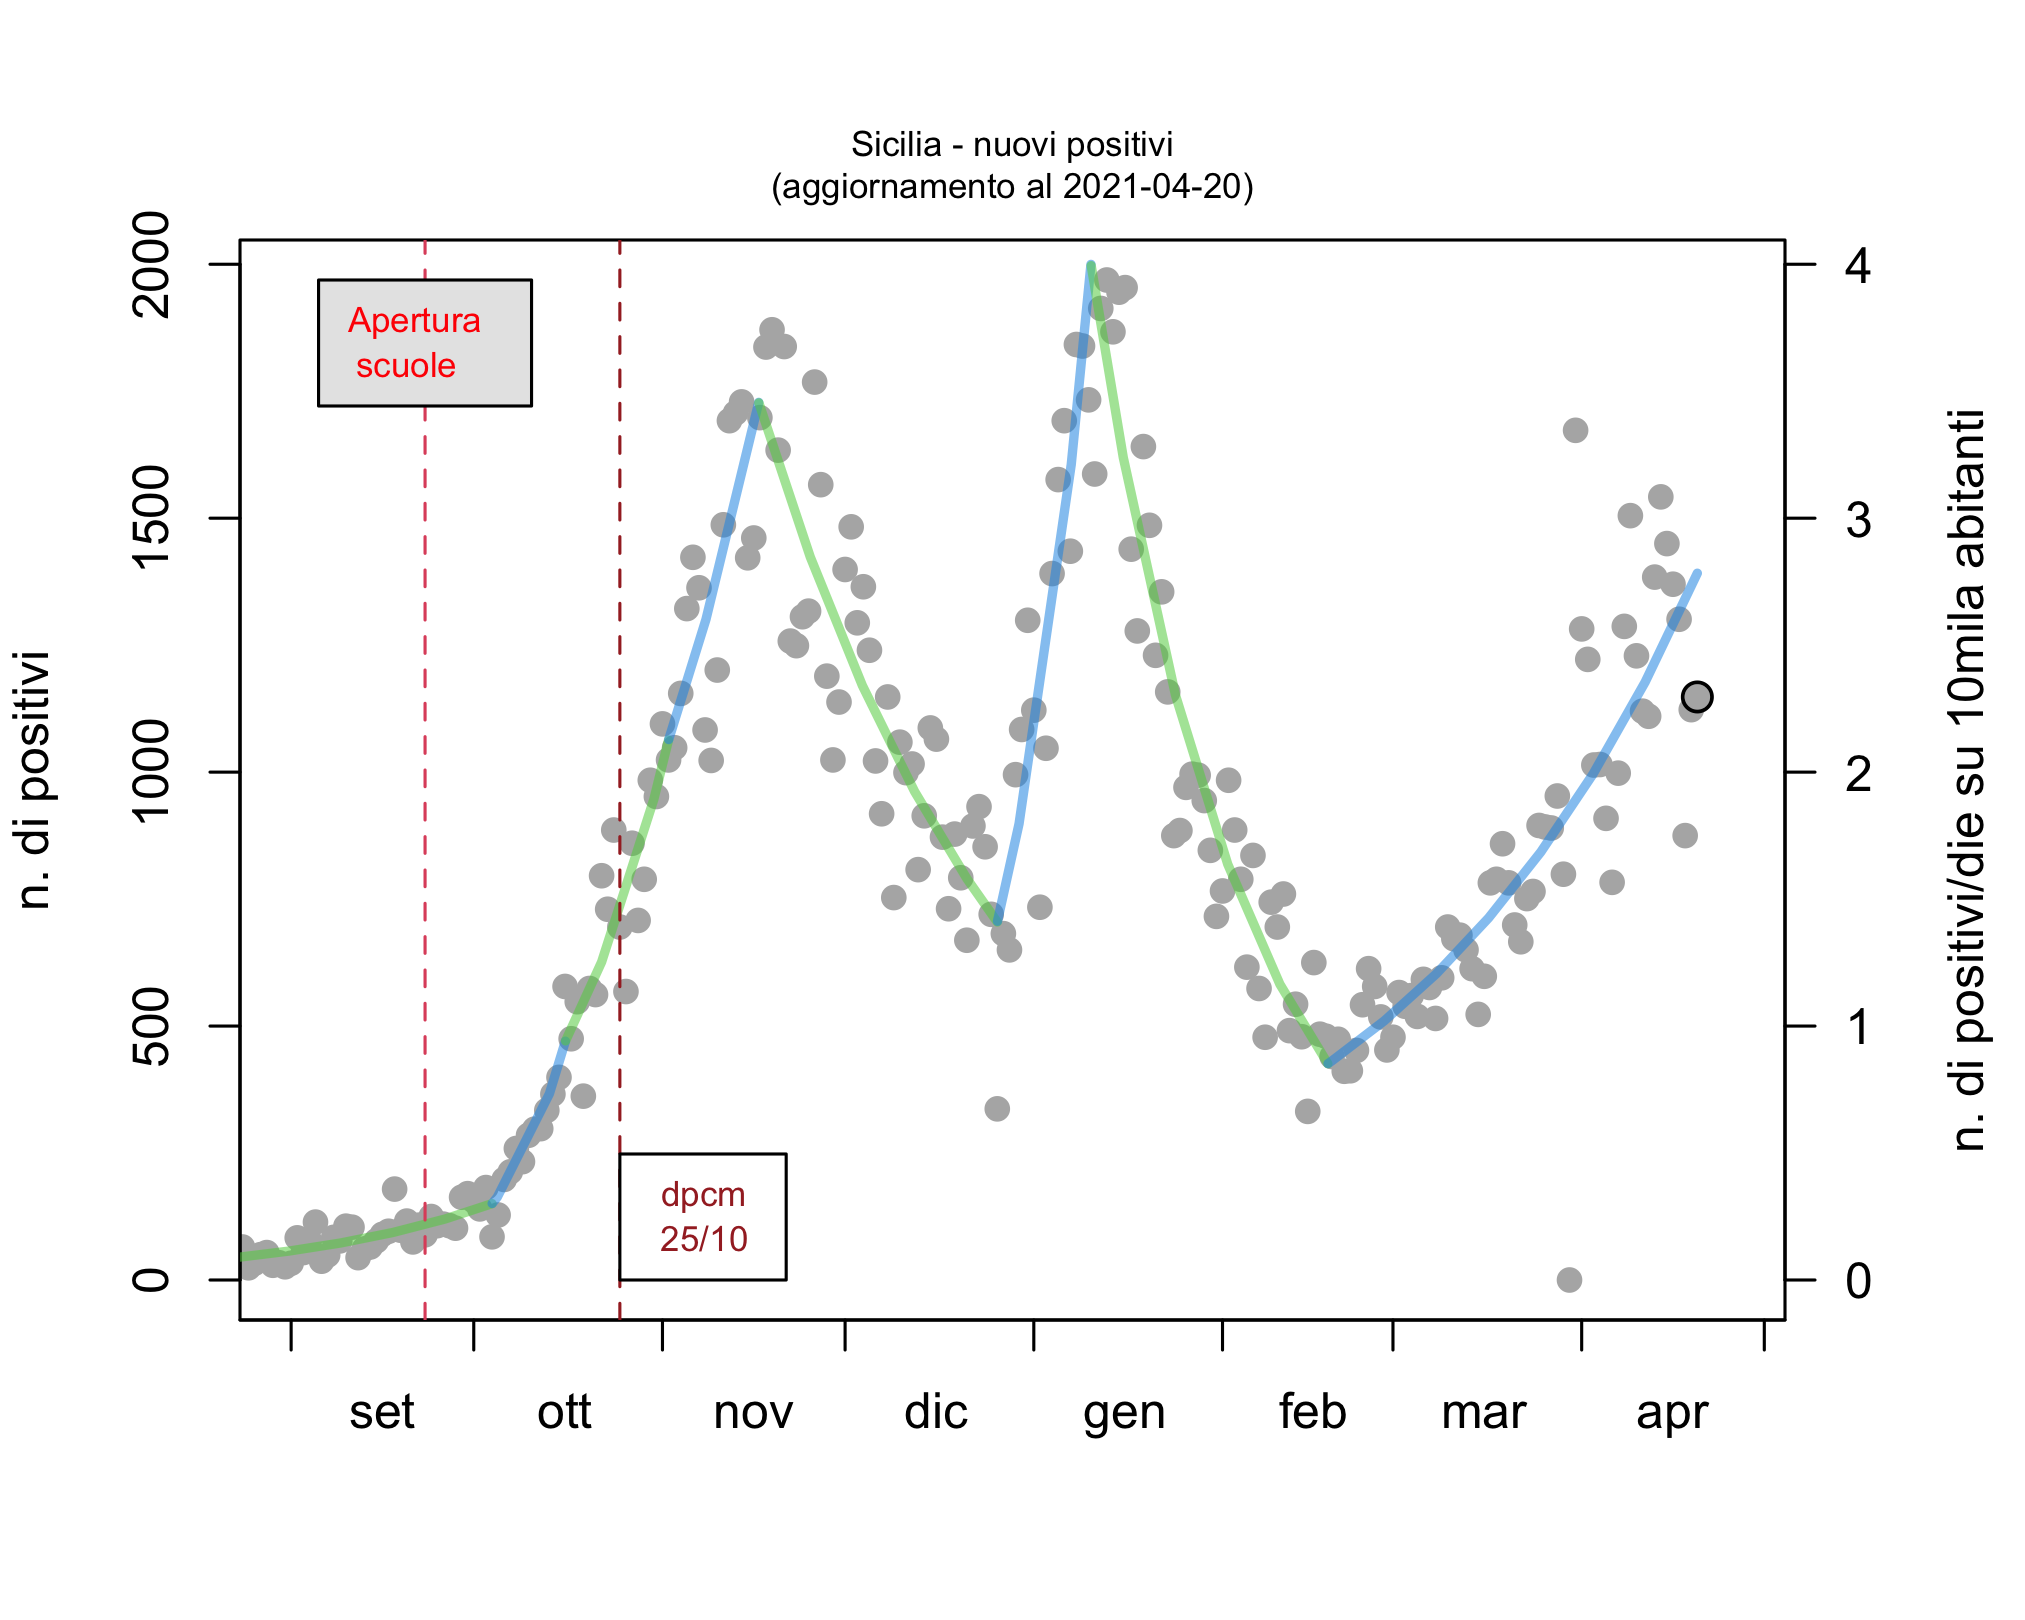 Sicilia - nuovi positivi
(aggiornamento al 2021-04-20)
n. di positivi
2000
1500
1000
500
0
Apertura
scuole
dpcm
25/10
4
3
2
1
0
n. di positivi/die su 10mila abitanti
set ott nov dic gen feb mar apr